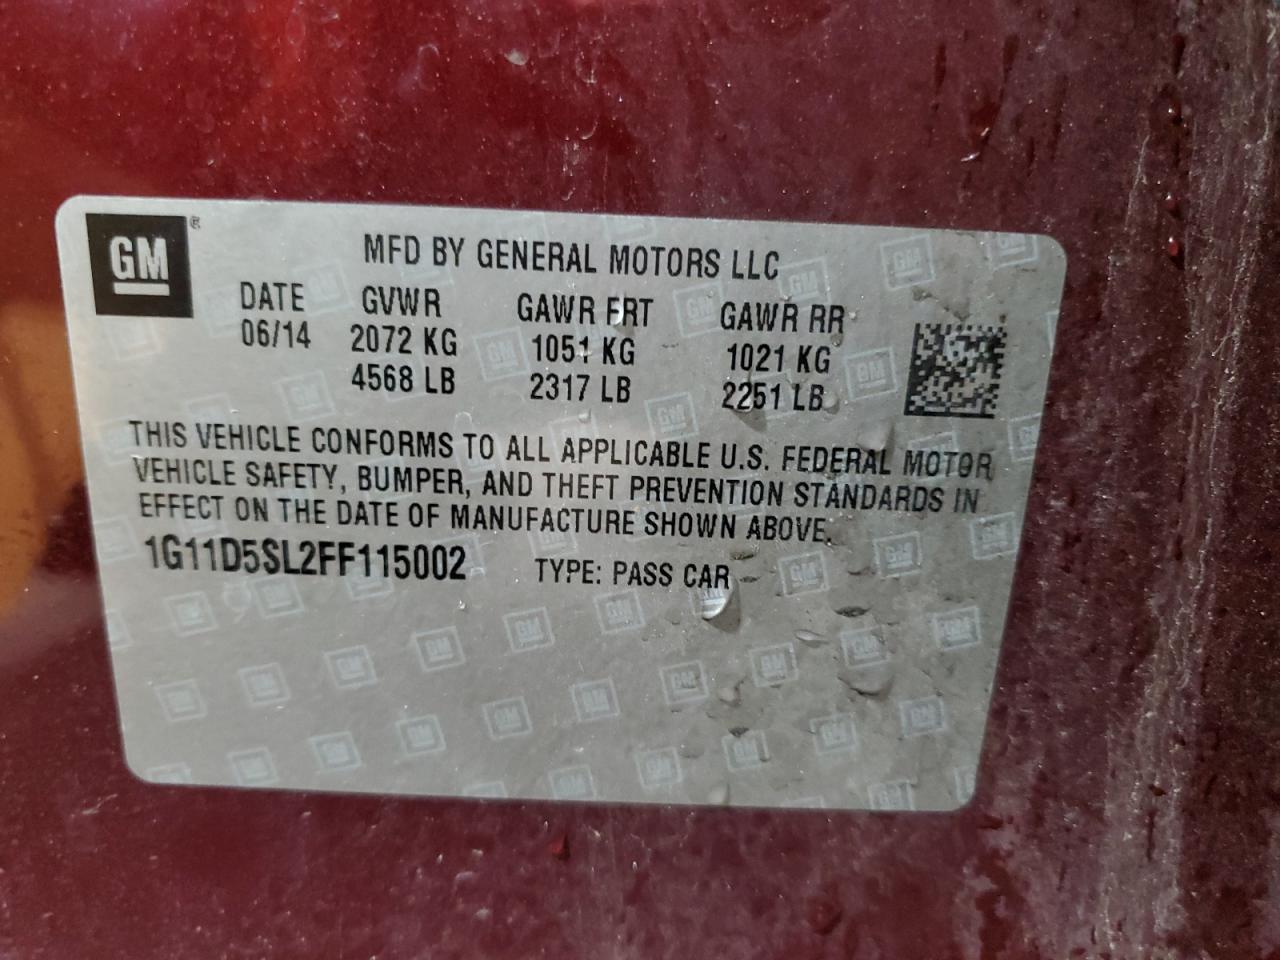 GM®
MFD BY GENERAL MOTORS LLC
DATE GVWR GAWR FRT GAWR RR
06/14 2072 KG 1051 KG 1021 KG
4568 LB 2317 LB 2251 LB
THIS VEHICLE CONFORMS TO ALL APPLICABLE U.S. FEDERAL MOTOR
VEHICLE SAFETY, BUMPER, AND THEFT PREVENTION STANDARDS IN
EFFECT ON THE DATE OF MANUFACTURE SHOWN ABOVE.
1G11D5SL2FF115002 TYPE: PASS CAR